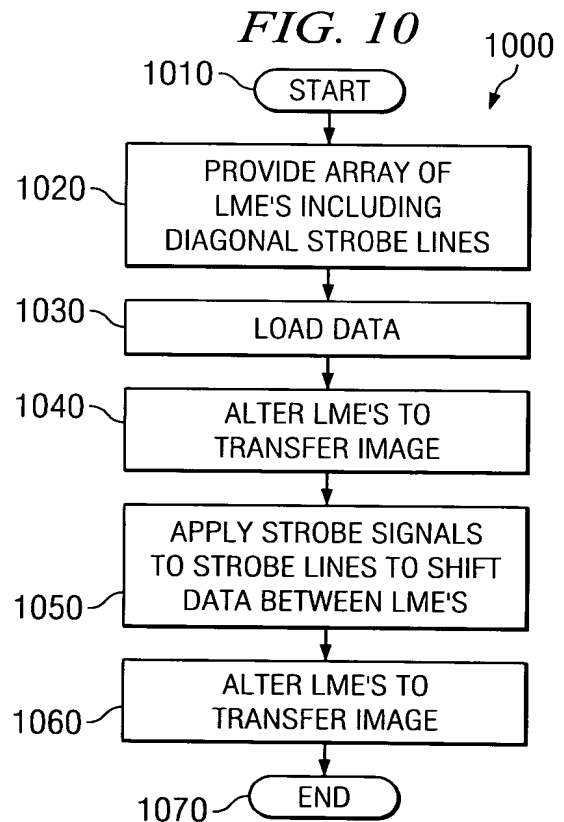 FIG. 10
1000
1010
START
1020
PROVIDE ARRAY OF
LME'S INCLUDING
DIAGONAL STROBE LINES
1030
LOAD DATA
1040
ALTER LME'S TO
TRANSFER IMAGE
1050
APPLY STROBE SIGNALS
TO STROBE LINES TO SHIFT
DATA BETWEEN LME'S
1060
ALTER LME'S TO
TRANSFER IMAGE
1070
END